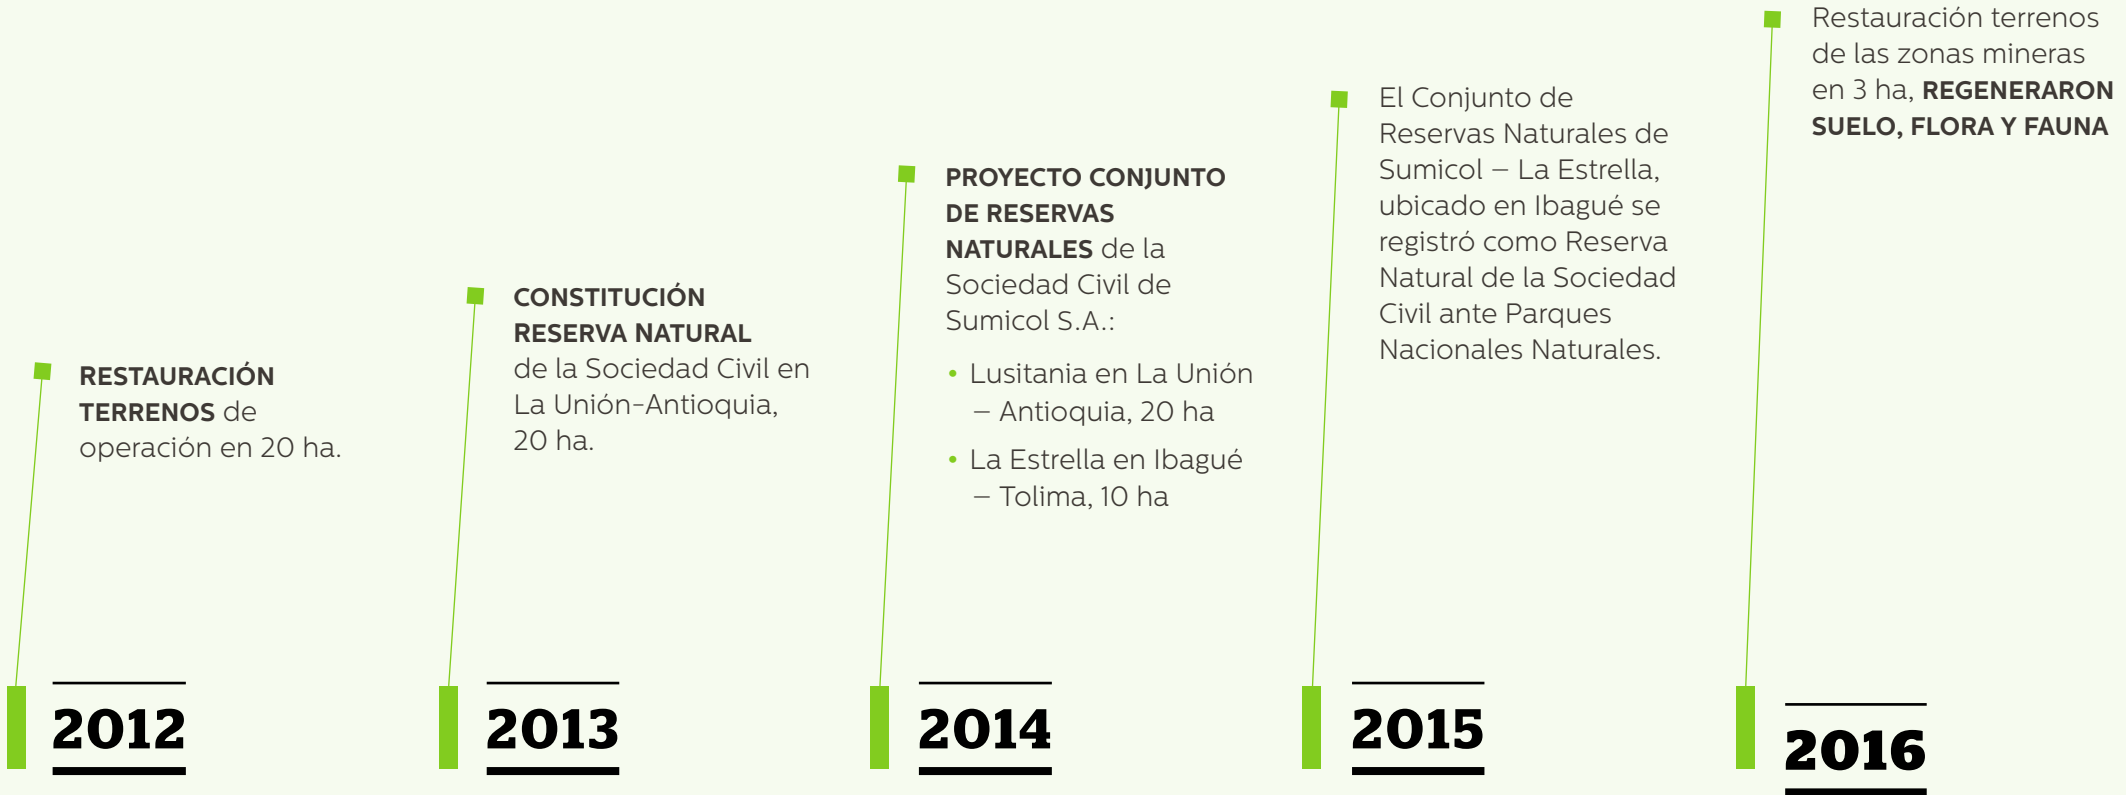 RESTAURACIÓN
TERRENOS de
operación en 20 ha.
2012
CONSTITUCIÓN
RESERVA NATURAL
de la Sociedad Civil en
La Unión-Antioquia,
20 ha.
2013
PROYECTO CONJUNTO
DE RESERVAS
NATURALES de la
Sociedad Civil de
Sumicol S.A.:
• Lusitania en La Unión
– Antioquia, 20 ha
• La Estrella en Ibagué
– Tolima, 10 ha
2014
El Conjunto de
Reservas Naturales de
Sumicol – La Estrella,
ubicado en Ibagué se
registró como Reserva
Natural de la Sociedad
Civil ante Parques
Nacionales Naturales.
2015
Restauración terrenos
de las zonas mineras
en 3 ha, REGENERARON
SUELO, FLORA Y FAUNA
2016